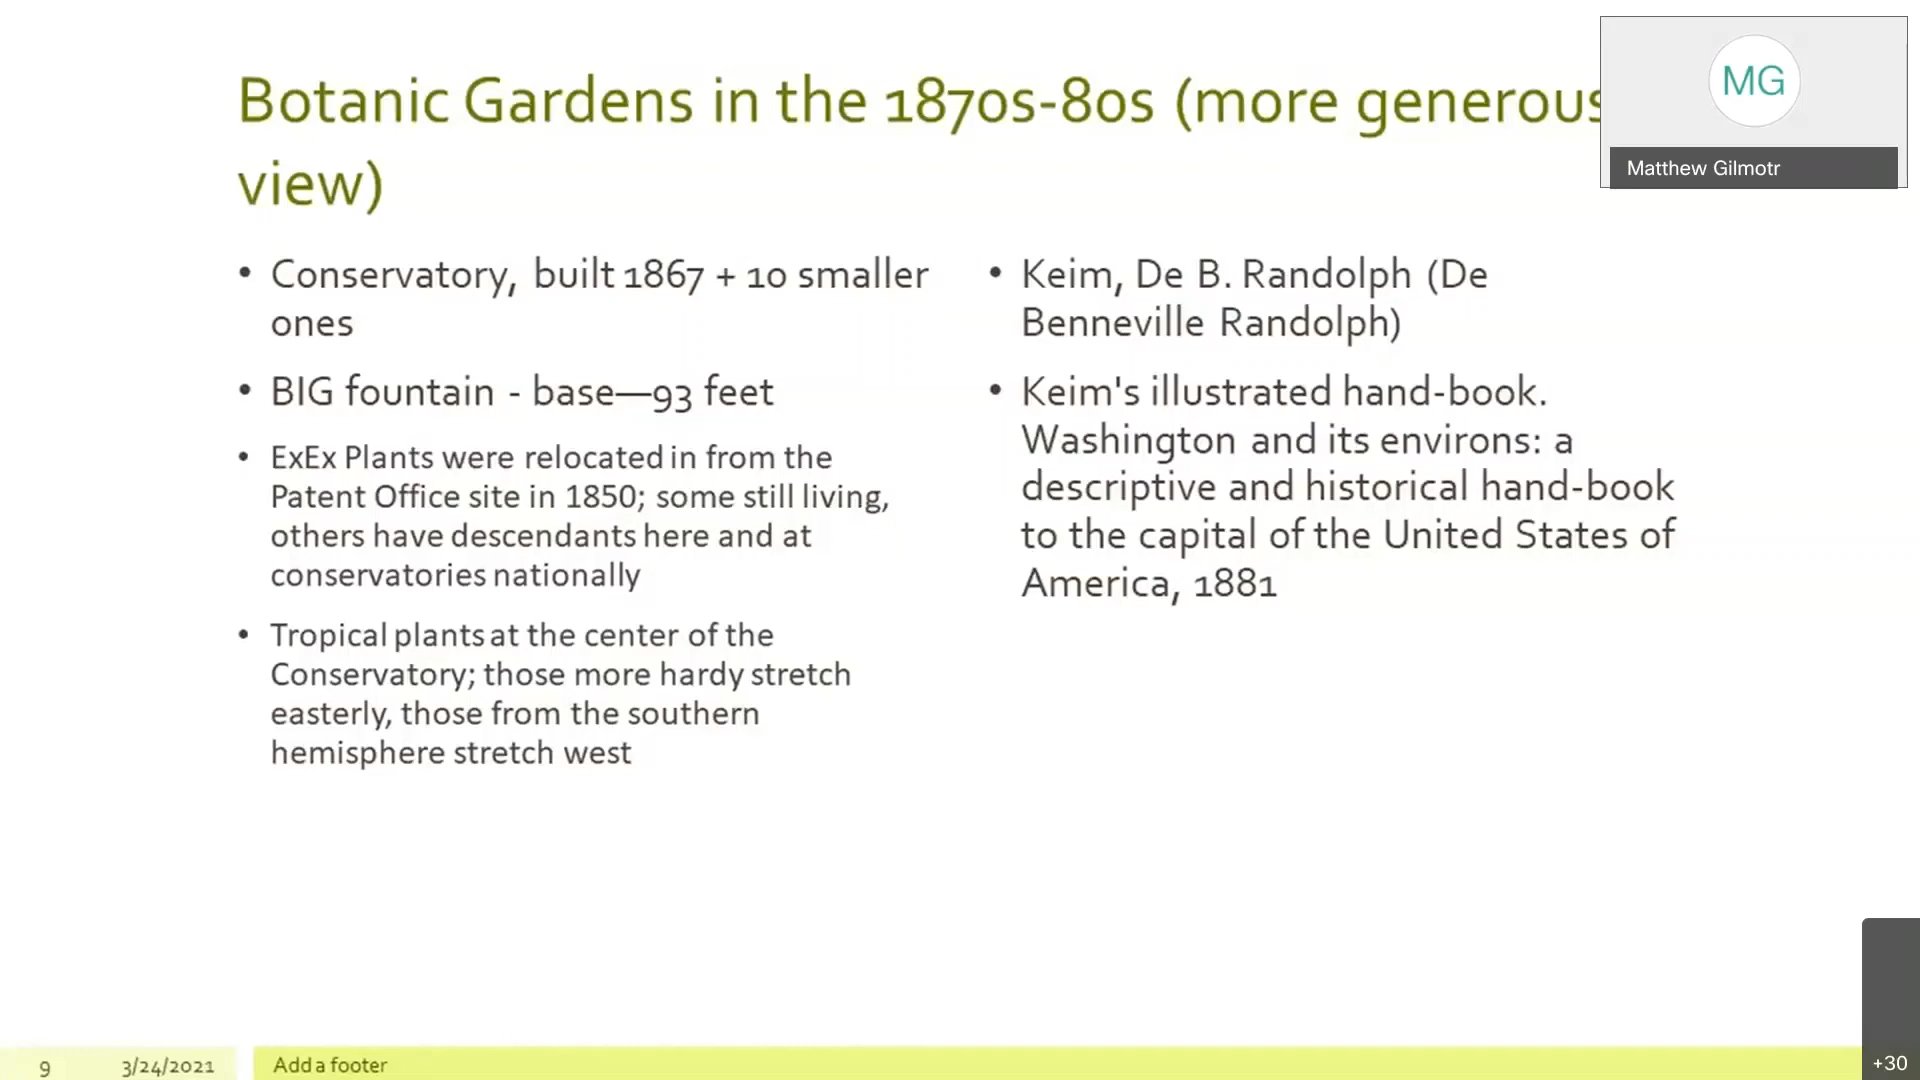 Botanic Gardens in the 1870s-80s (more generous
view)
MG
Matthew Gilmotr
• Conservatory, built 1867 + 10 smaller
ones
• BIG fountain - base—93 feet
• ExEx Plants were relocated in from the
Patent Office site in 1850; some still living,
others have descendants here and at
conservatories nationally
• Tropical plants at the center of the
Conservatory; those more hardy stretch
easterly, those from the southern
hemisphere stretch west
• Keim, De B. Randolph (De
Benneville Randolph)
• Keim's illustrated hand-book.
Washington and its environs: a
descriptive and historical hand-book
to the capital of the United States of
America, 1881
9
3/24/2021
Add a footer
+30